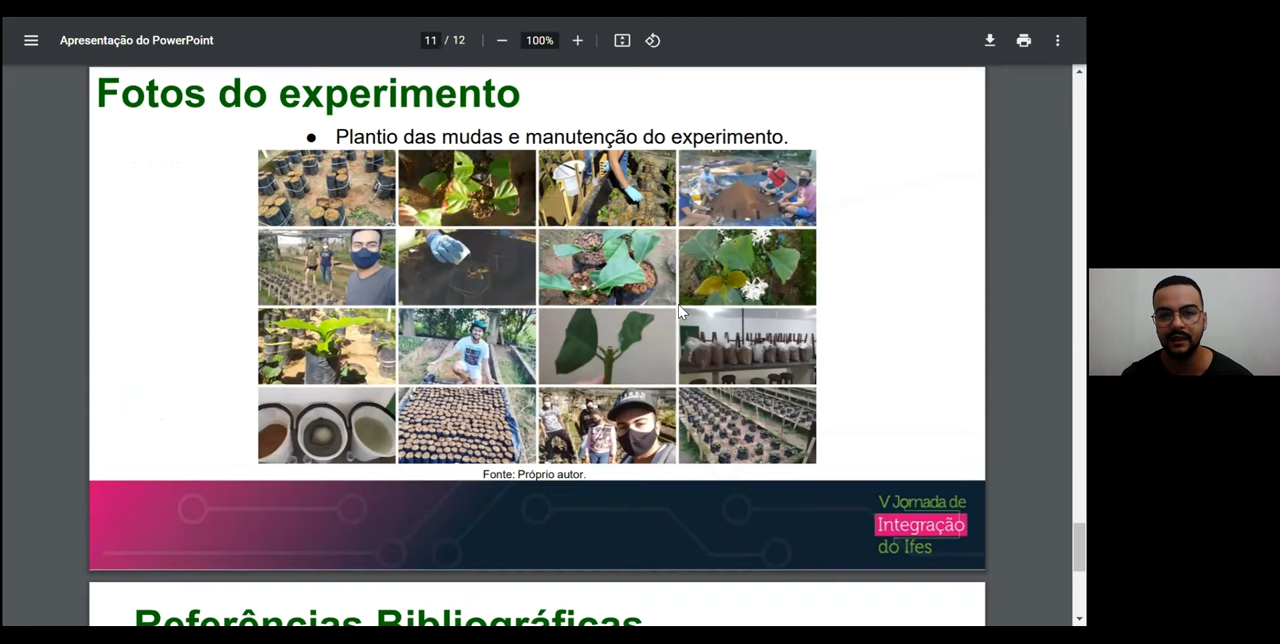 Apresentação do PowerPoint
11 / 12
100%
Fotos do experimento
● Plantio das mudas e manutenção do experimento.
Fonte: Próprio autor.
V Jornada de
Integração
do Ifes
Referências Bibliográficas